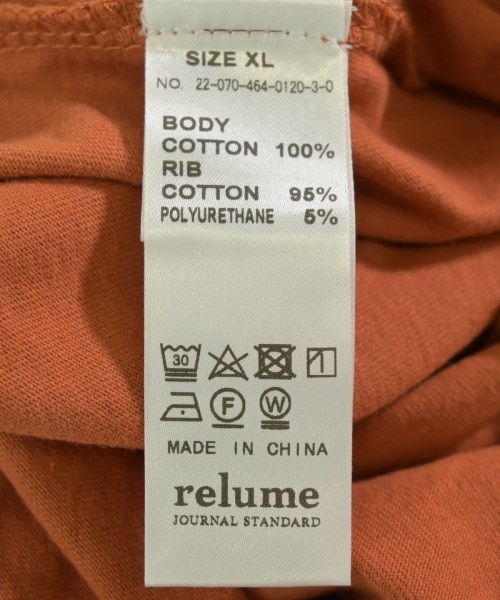 SIZE XL
NO. 22-070-464-0120-3-0
BODY
COTTON 100%
RIB
COTTON 95%
POLYURETHANE 5%
30
F W
MADE IN CHINA
relume
JOURNAL STANDARD